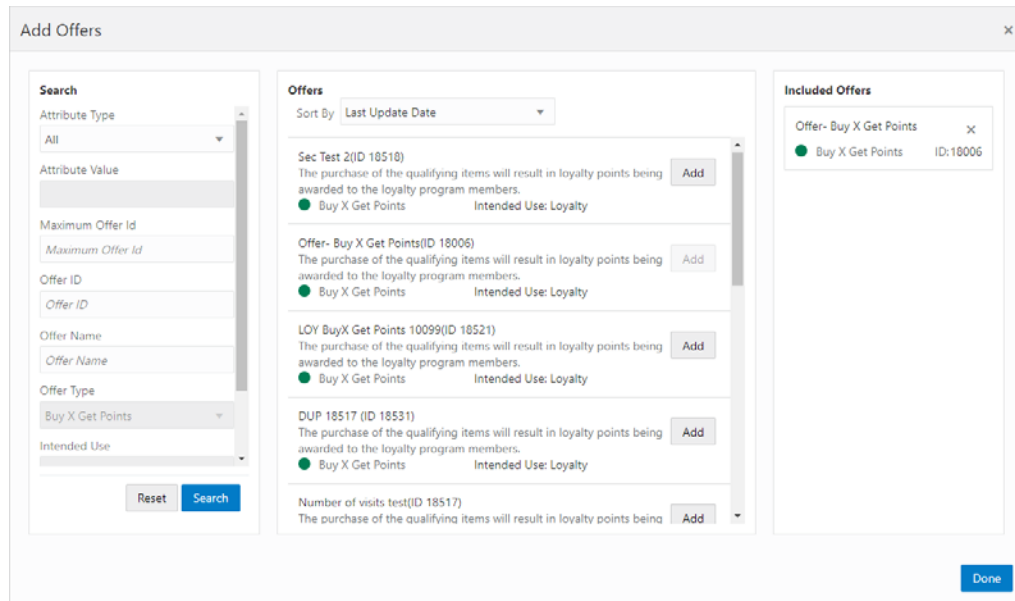 Add Offers
×
Search
Attribute Type
All
Attribute Value
Maximum Offer Id
Maximum Offer Id
Offer ID
Offer ID
Offer Name
Offer Name
Offer Type
Buy X Get Points
Intended Use
Reset Search
Offers
Sort By Last Update Date
Sec Test 2(ID 18518)
The purchase of the qualifying items will result in loyalty points being
awarded to the loyalty program members.
Add
Buy X Get Points Intended Use: Loyalty
Offer- Buy X Get Points(ID 18006)
The purchase of the qualifying items will result in loyalty points being
awarded to the loyalty program members.
Add
Buy X Get Points Intended Use: Loyalty
LOY BuyX Get Points 10099(ID 18521)
The purchase of the qualifying items will result in loyalty points being
awarded to the loyalty program members.
Add
Buy X Get Points Intended Use: Loyalty
DUP 18517 (ID 18531)
The purchase of the qualifying items will result in loyalty points being
awarded to the loyalty program members.
Add
Buy X Get Points Intended Use: Loyalty
Number of visits test(ID 18517)
The purchase of the qualifying items will result in loyalty points being
Add
Included Offers
Offer- Buy X Get Points ×
Buy X Get Points ID:18006
Done